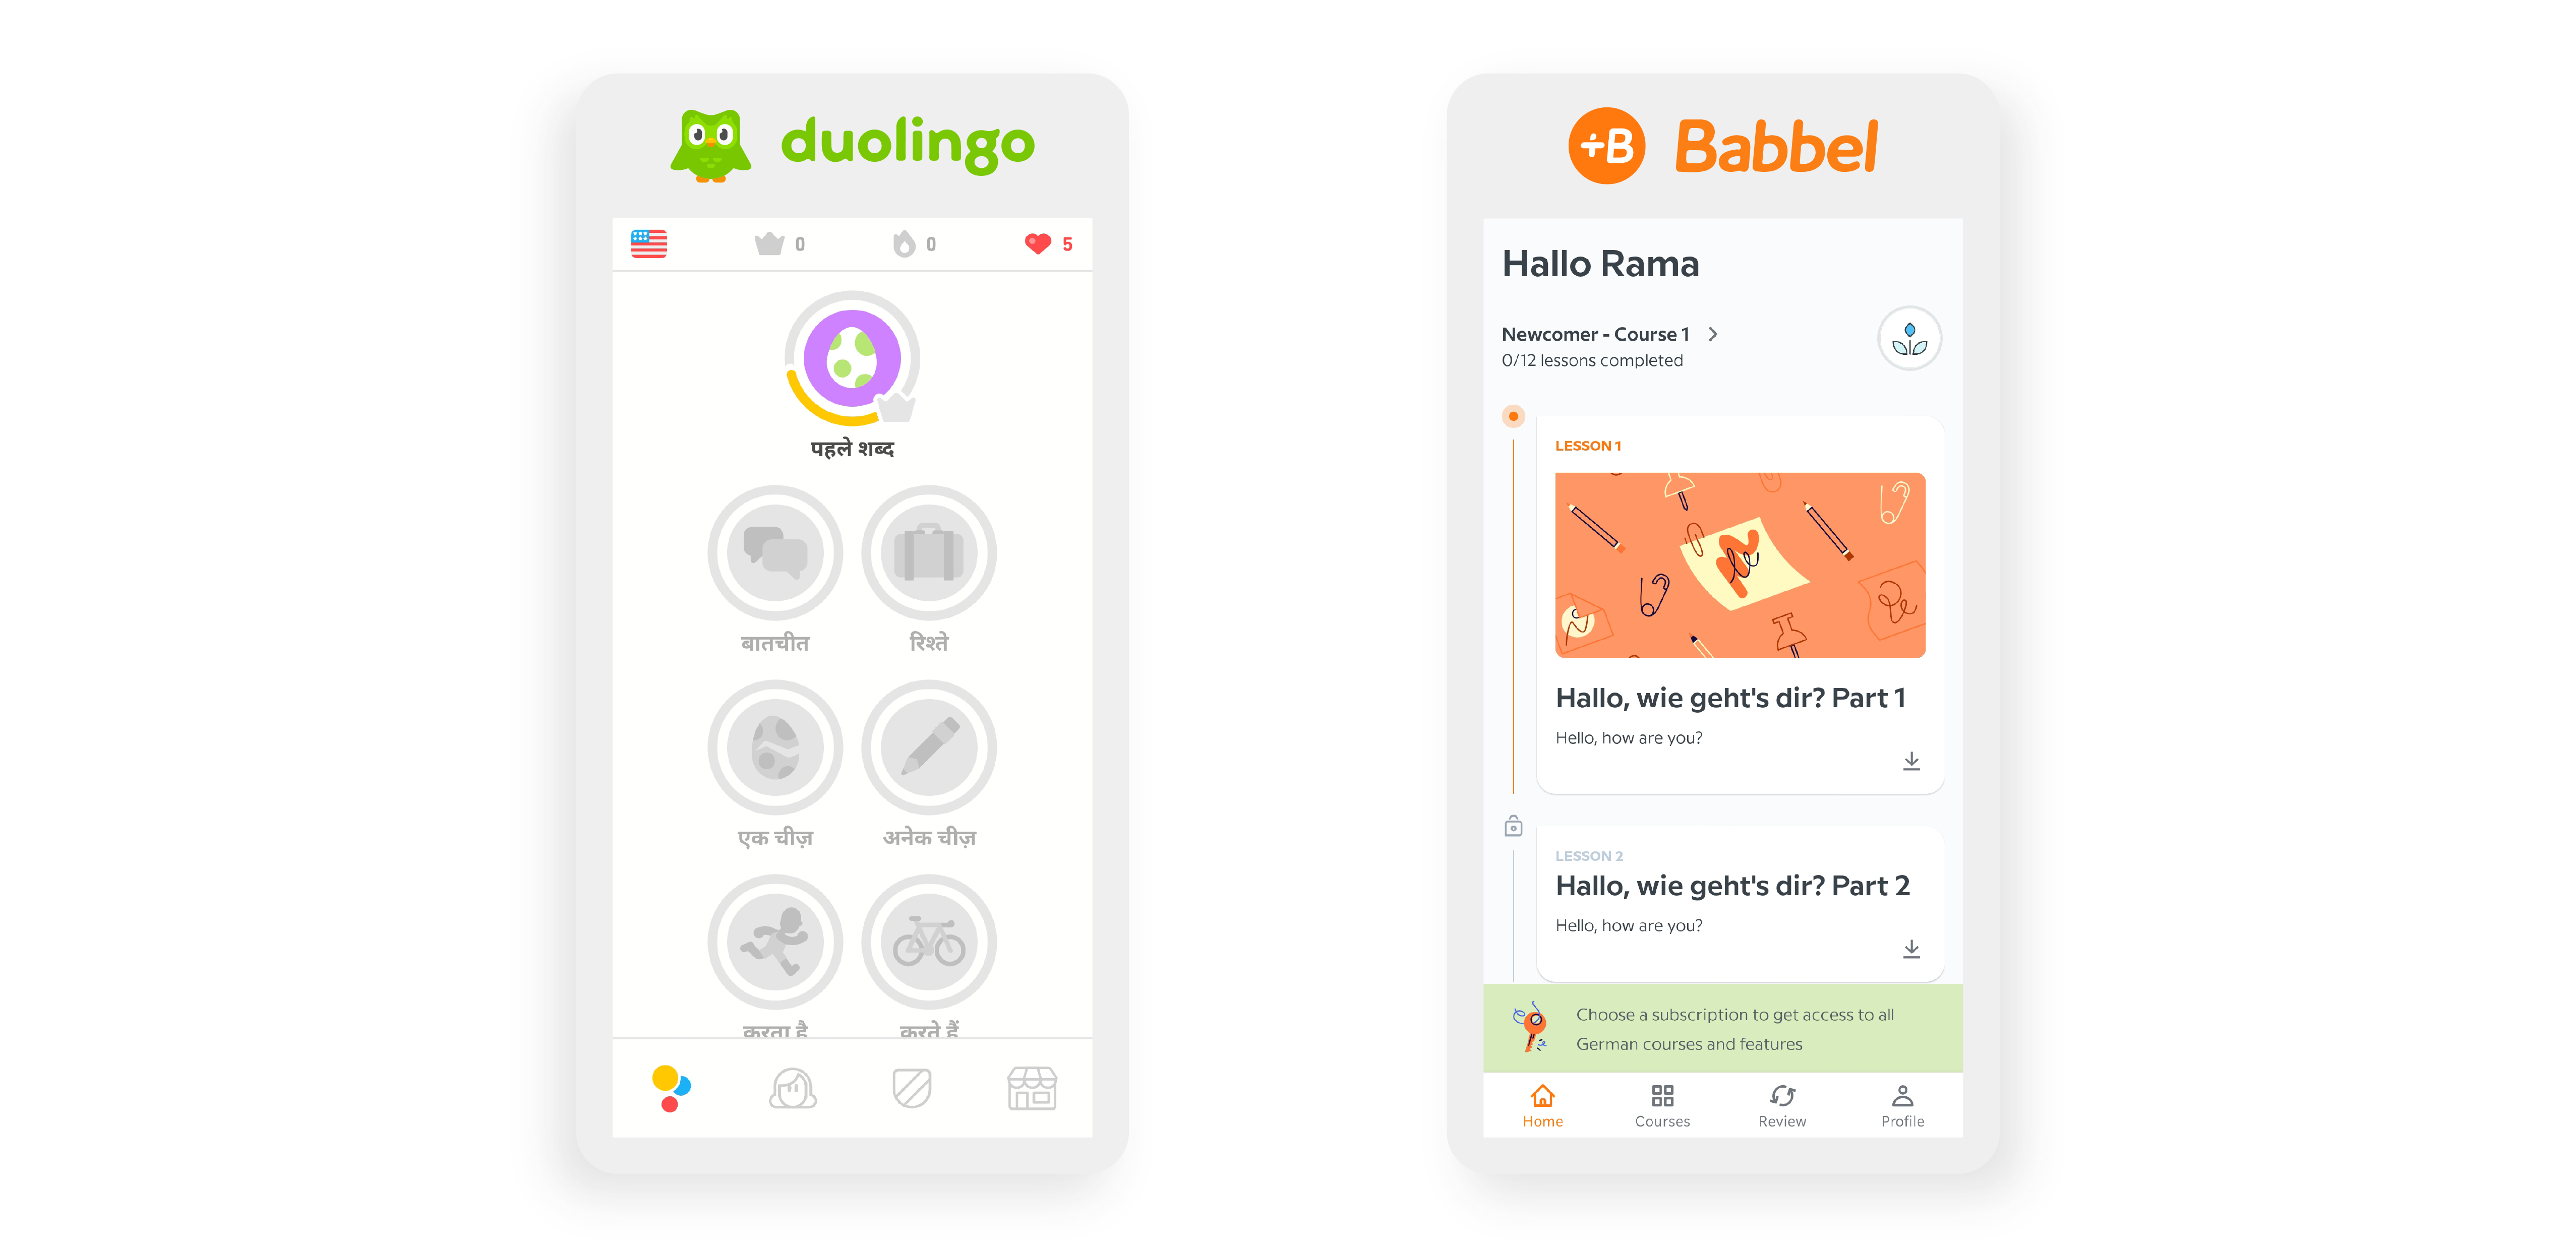 duolingo
0
0
5
पहले शब्द
बातचीत
रिश्ते
एक चीज़
अनेक चीज़
करता है
करते हैं
+B Babbel
Hallo Rama
Newcomer - Course 1
0/12 lessons completed
LESSON 1
Hallo, wie geht's dir? Part 1
Hello, how are you?
LESSON 2
Hallo, wie geht's dir? Part 2
Hello, how are you?
Choose a subscription to get access to all
German courses and features
Home
Courses
Review
Profile